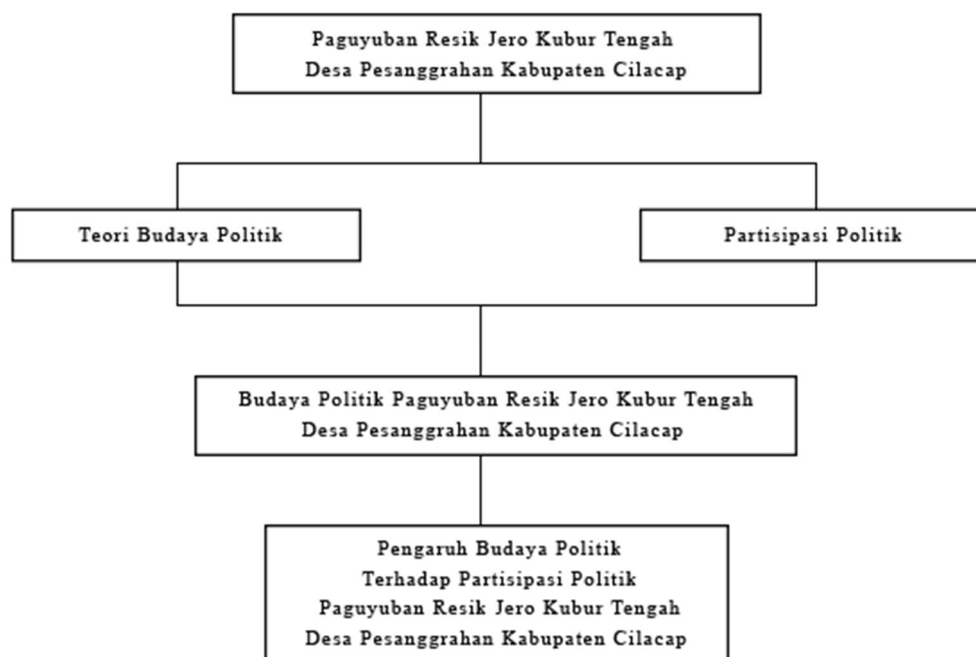 Paguyuban Resik Jero Kubur Tengah
Desa Pesanggrahan Kabupaten Cilacap
Teori Budaya Politik
Partisipasi Politik
Budaya Politik Paguyuban Resik Jero Kubur Tengah
Desa Pesanggrahan Kabupaten Cilacap
Pengaruh Budaya Politik
Terhadap Partisipasi Politik
Paguyuban Resik Jero Kubur Tengah
Desa Pesanggrahan Kabupaten Cilacap